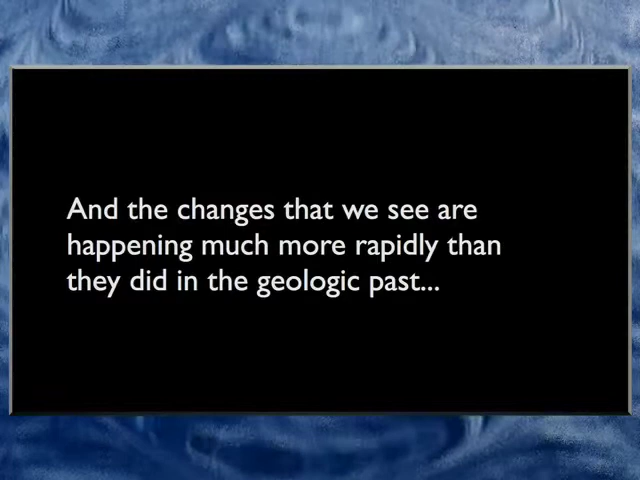 And the changes that we see are
happening much more rapidly than
they did in the geologic past...